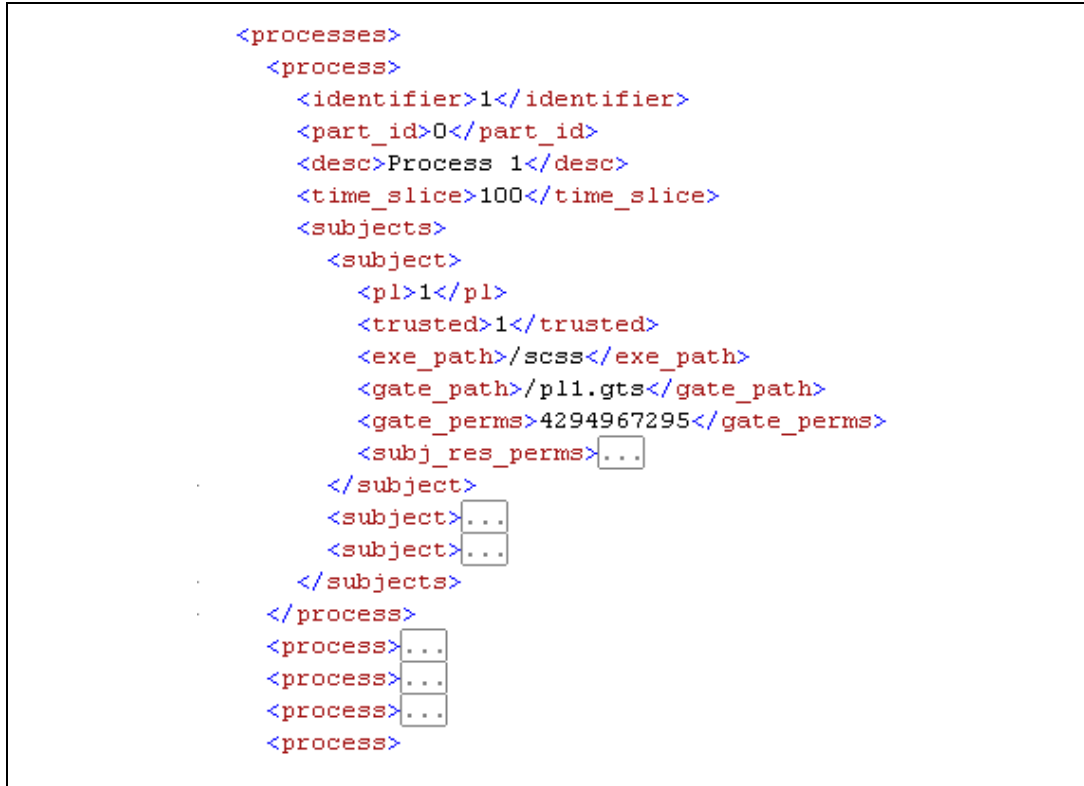 <processes>
<process>
<identifier>1</identifier>
<part_id>0</part_id>
<desc>Process 1</desc>
<time_slice>100</time_slice>
<subjects>
<subject>
<pl>1</pl>
<trusted>1</trusted>
<exe_path>/scss</exe_path>
<gate_path>/pl1.gts</gate_path>
<gate_perms>4294967295</gate_perms>
<subj_res_perms>...
</subject>
<subject>...
<subject>...
</subjects>
</process>
<process>...
<process>...
<process>...
<process>